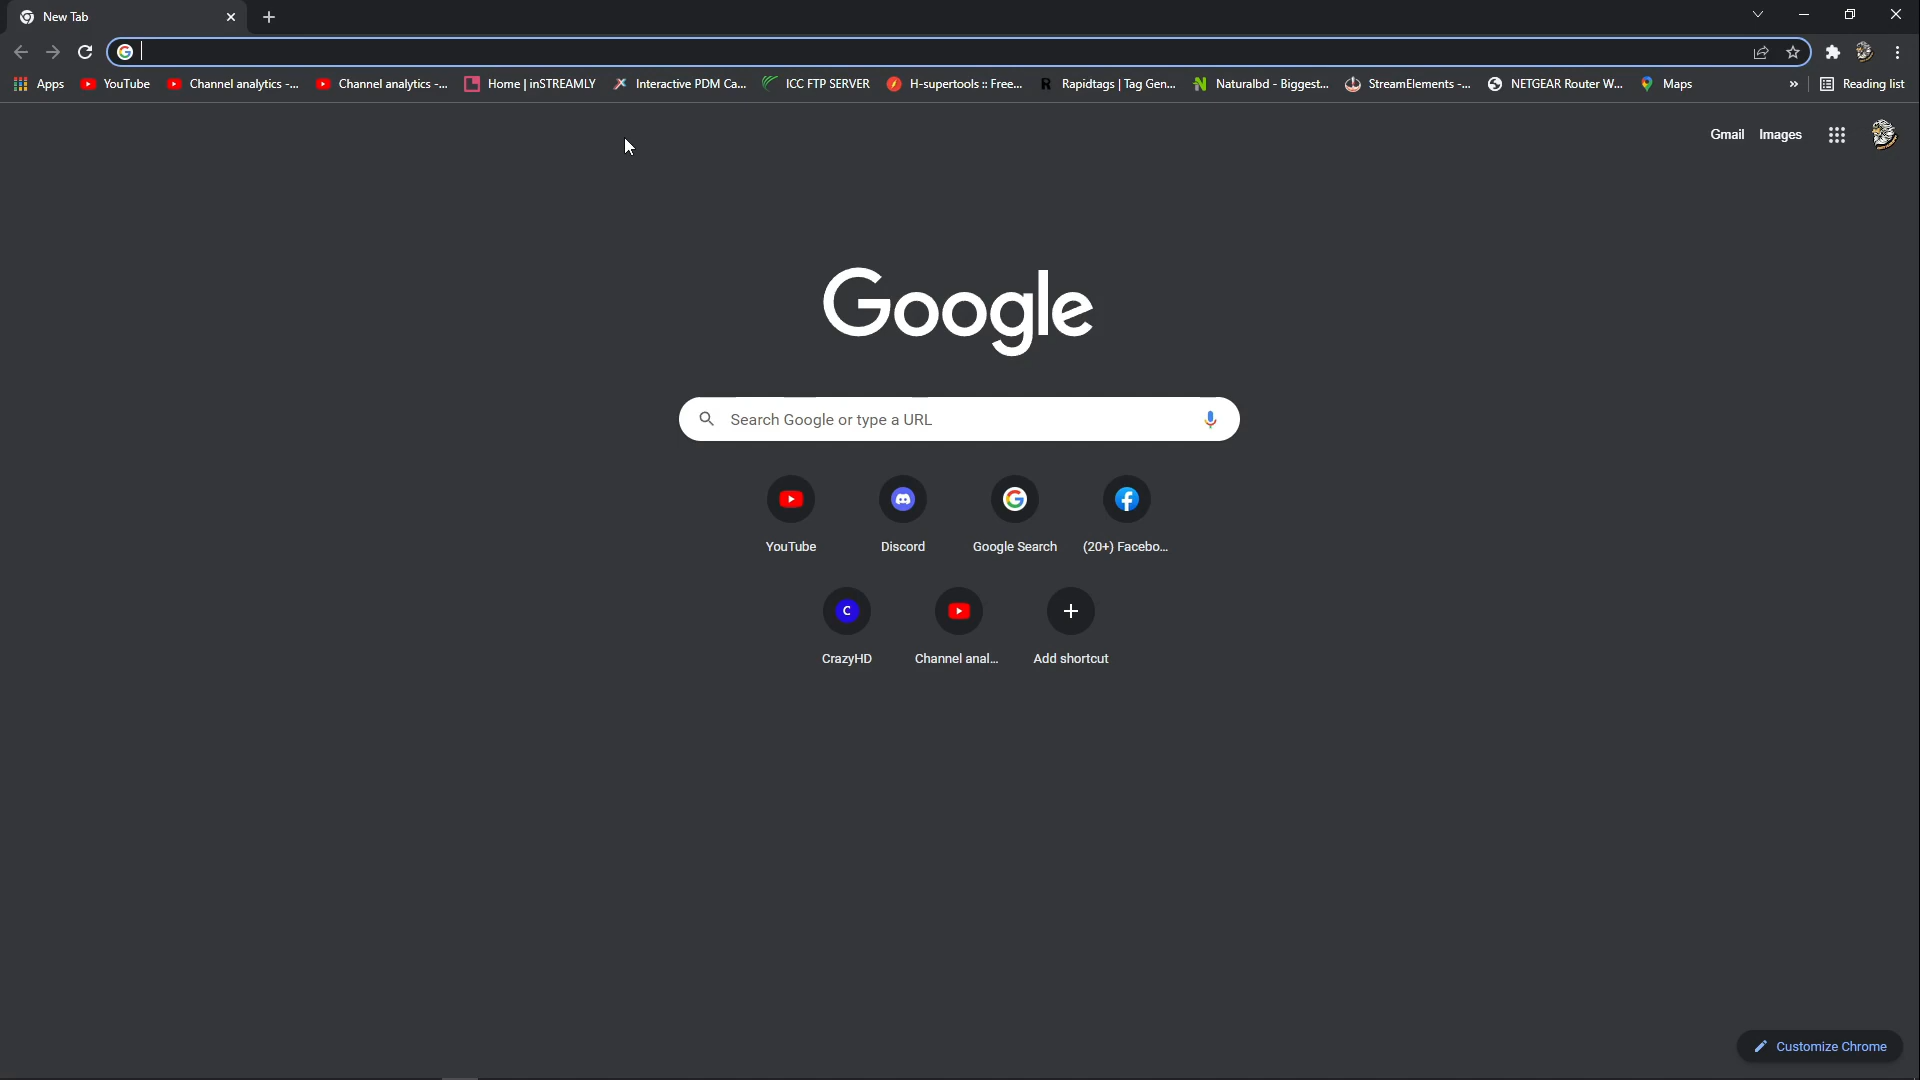 New Tab
Apps YouTube Channel analytics -... Channel analytics -... Home | inSTREAMLY Interactive PDM Ca... ICC FTP SERVER H-supertools :: Free... Rapidtags | Tag Gen... Naturalbd - Biggest... StreamElements -... NETGEAR Router W... Maps » Reading list
Gmail Images
Google
Search Google or type a URL
YouTube Discord Google Search (20+) Facebo...
C
CrazyHD Channel anal... Add shortcut
Customize Chrome